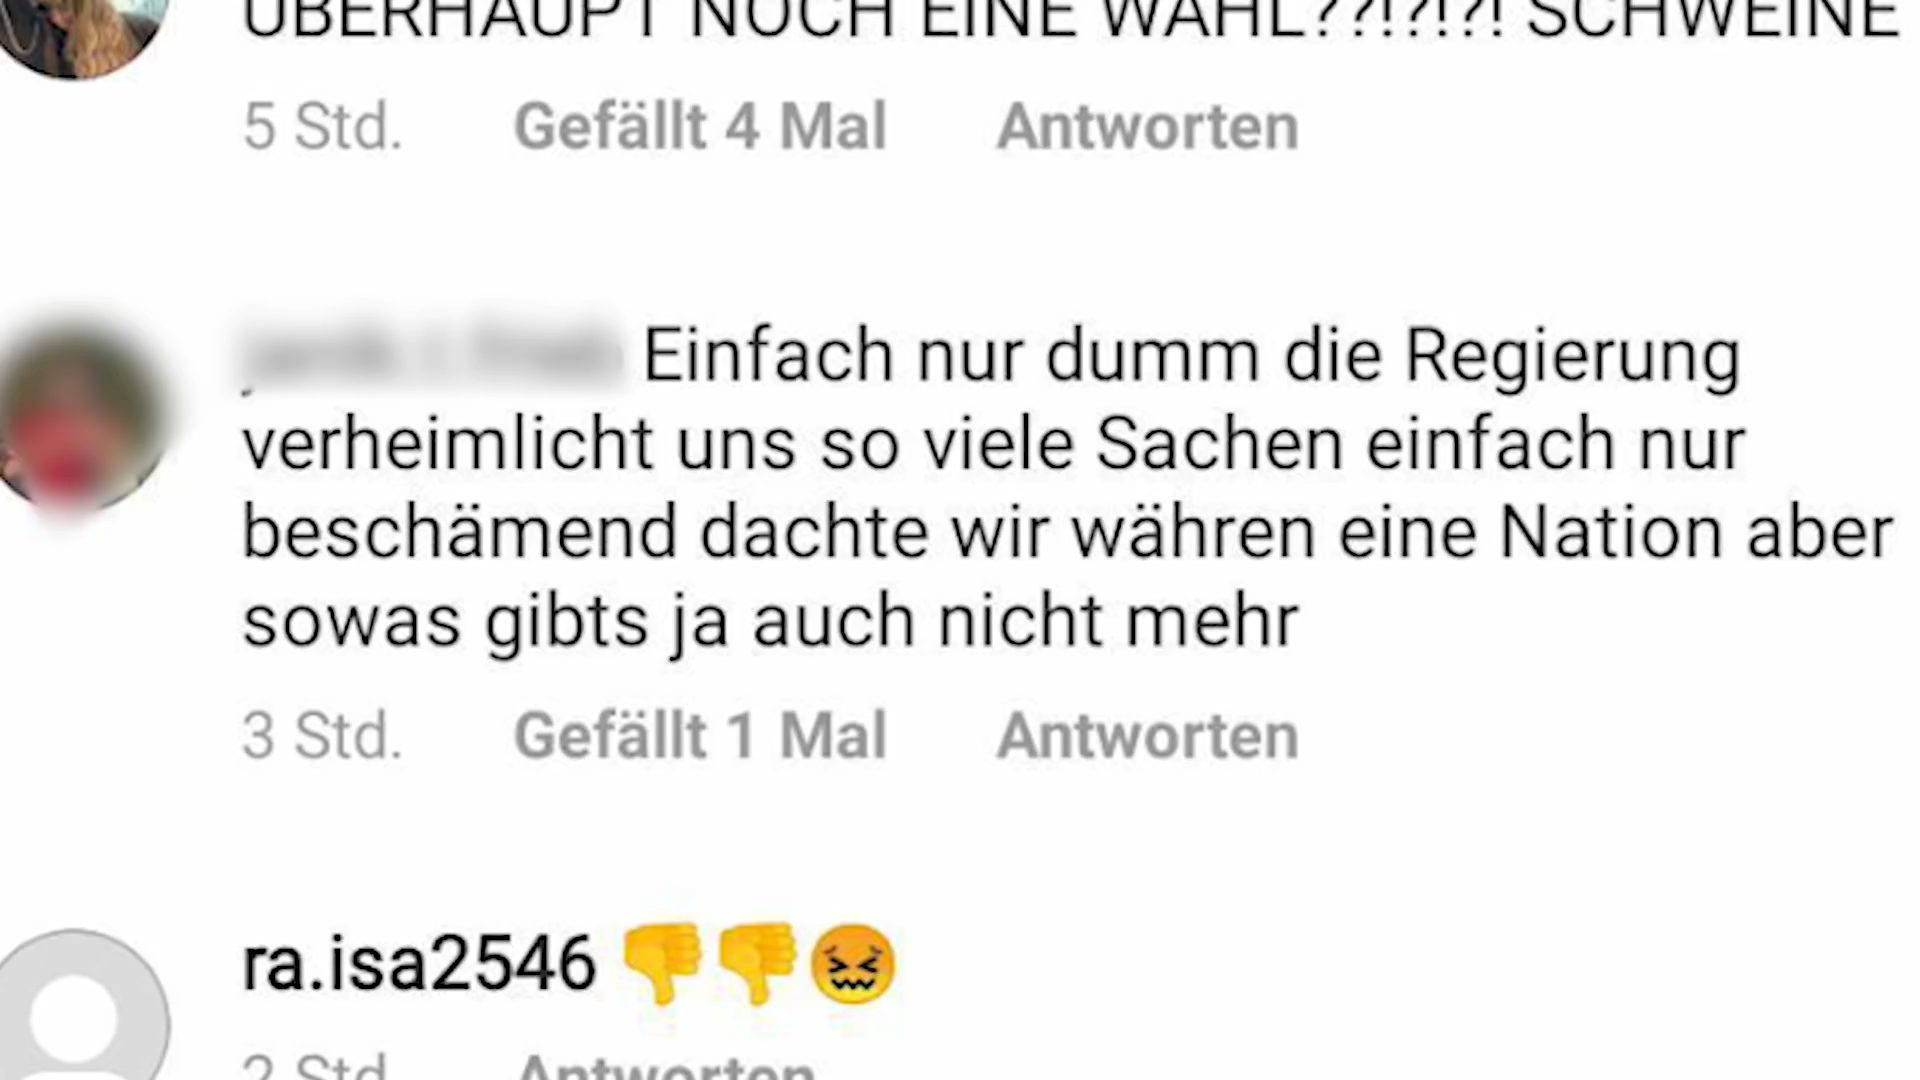 ÜBERHAUPT NOCH EINE WAHL??!?!?! SCHWEINE
5 Std. Gefällt 4 Mal Antworten
Einfach nur dumm die Regierung
verheimlicht uns so viele Sachen einfach nur
beschämend dachte wir währen eine Nation aber
sowas gibts ja auch nicht mehr
3 Std. Gefällt 1 Mal Antworten
ra.isa2546 👎👎😖
2 Std. Antworten